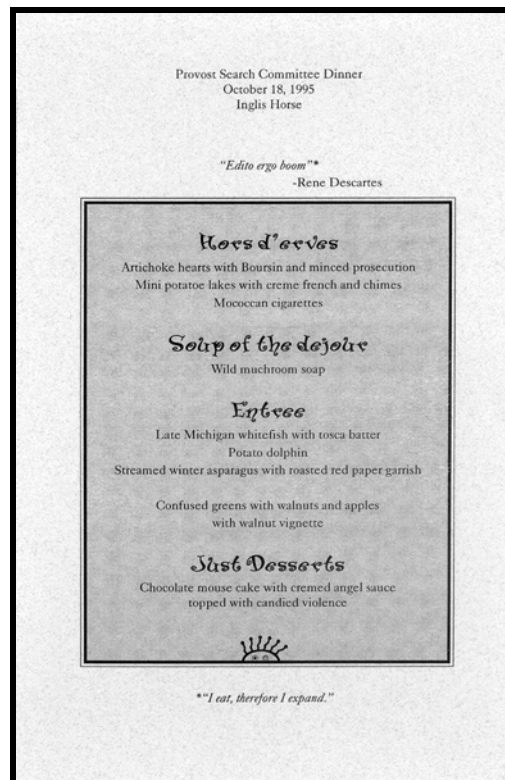 Provost Search Committee Dinner
October 18, 1995
Inglis Horse
"Edito ergo boom"*
-Rene Descartes
Hors d'erves
Artichoke hearts with Boursin and minced prosecution
Mini potatoe lakes with creme french and chimes
Mococcan cigarettes
Soup of the dejour
Wild muchroom soap
Entree
Late Michigan whitefish with tosca batter
Potato dolphin
Streamed winter asparagus with roasted red paper garrish
Confused greens with walnuts and apples
with walnut vignette
Just Desserts
Chocolate mouse cake with cremed angel sauce
topped with candied violence
*"I eat, therefore I expand."